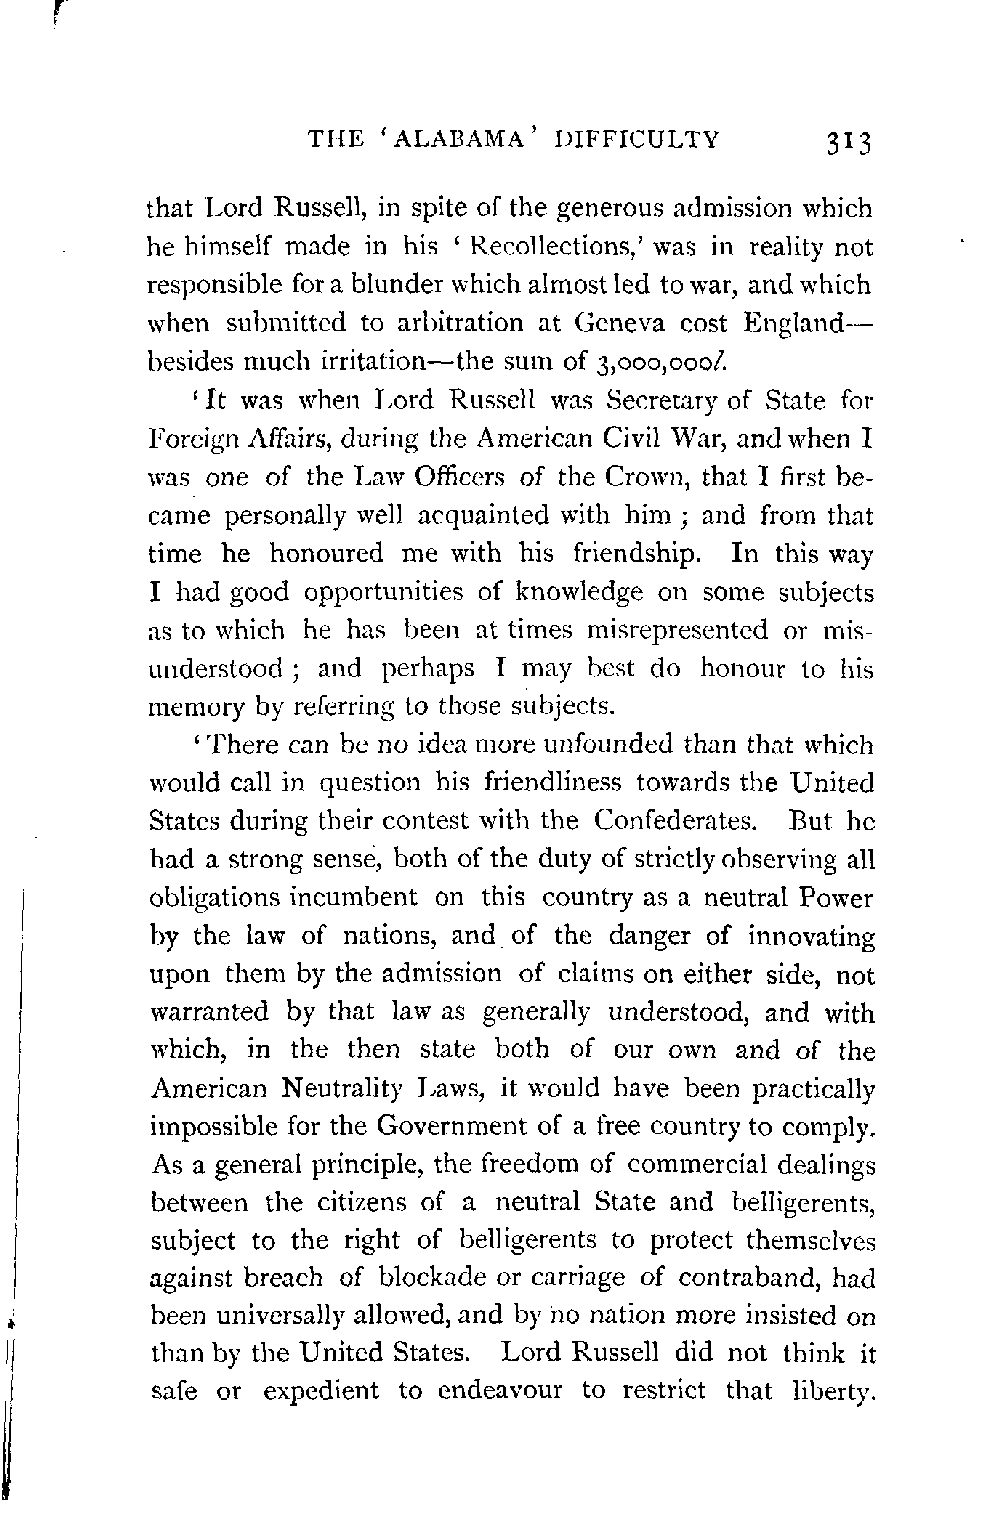 THE ‘ALABAMA’ DIFFICULTY 313
that Lord Russell, in spite of the generous admission which
he himself made in his ‘ Recollections,’ was in reality not
responsible for a blunder which almost led to war, and which
when submitted to arbitration at Geneva cost England—
besides much irritation—the sum of 3,000,000l.
‘ It was when Lord Russell was Secretary of State for
Foreign Affairs, during the American Civil War, and when I
was one of the Law Officers of the Crown, that I first be-
came personally well acquainted with him ; and from that
time he honoured me with his friendship. In this way
I had good opportunities of knowledge on some subjects
as to which he has been at times misrepresented or mis-
understood ; and perhaps I may best do honour to his
memory by referring to those subjects.
‘ There can be no idea more unfounded than that which
would call in question his friendliness towards the United
States during their contest with the Confederates. But he
had a strong sense, both of the duty of strictly observing all
obligations incumbent on this country as a neutral Power
by the law of nations, and of the danger of innovating
upon them by the admission of claims on either side, not
warranted by that law as generally understood, and with
which, in the then state both of our own and of the
American Neutrality Laws, it would have been practically
impossible for the Government of a free country to comply.
As a general principle, the freedom of commercial dealings
between the citizens of a neutral State and belligerents,
subject to the right of belligerents to protect themselves
against breach of blockade or carriage of contraband, had
been universally allowed, and by no nation more insisted on
than by the United States. Lord Russell did not think it
safe or expedient to endeavour to restrict that liberty.